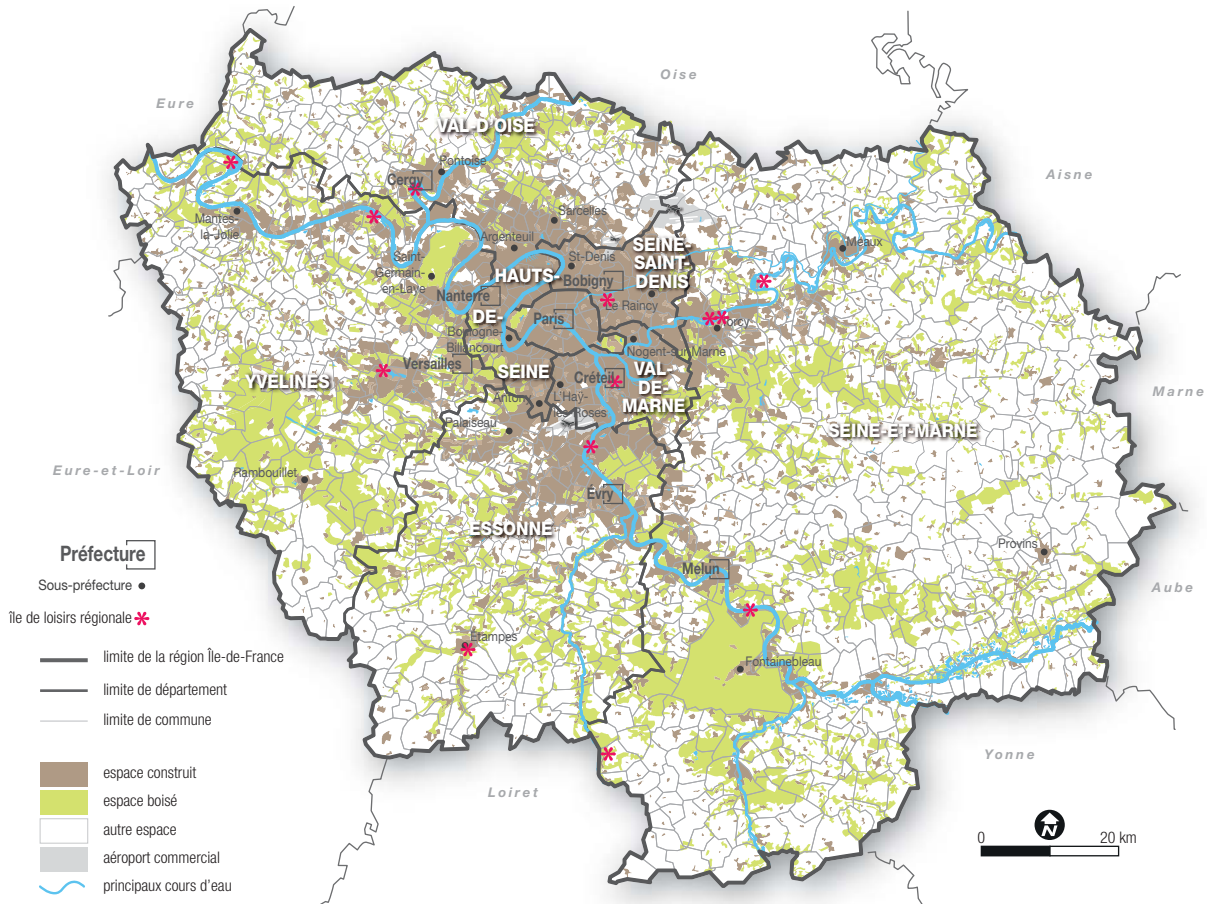 Oise
Eure
VAL-D'OISE
Pontoise
Cergy
Aisne
Mantes-
la-Jolie
Sarcelles
Argenteuil
SEINE-
SAINT-
DENIS
Meaux
Saint-
Germain-
en-Laye
St-Denis
HAUTS-
DE-
SEINE
Bobigny
Nanterre
Le Raincy
Paris
Torcy
Boulogne-
Billancourt
Nogent-sur-Marne
Versailles
VAL
DE-
MARNE
Créteil
YVELINES
Marne
Antony
L'Haÿ-
les-Roses
Palaiseau
SEINE-ET-MARNE
Eure-et-Loir
Rambouillet
Évry
ESSONNE
Provins
Préfecture
Melun
Sous-préfecture
Aube
île de loisirs régionale
Étampes
limite de la région Île-de-France
Fontainebleau
limite de département
limite de commune
Yonne
espace construit
Loiret
espace boisé
autre espace
N
0 20 km
aéroport commercial
principaux cours d'eau